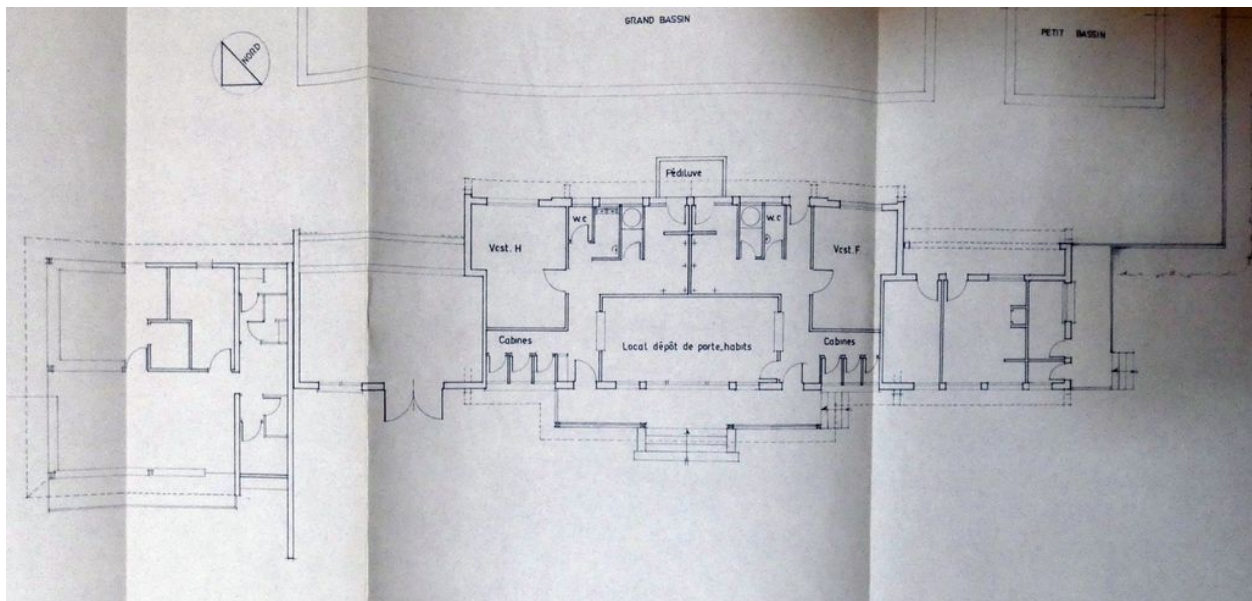 GRAND BASSIN
PETIT BASSIN
NORD
Pédiluve
W.C
W.C
Vest. H
Vest. F
Cabines
Local dépôt de porte_habits
Cabines